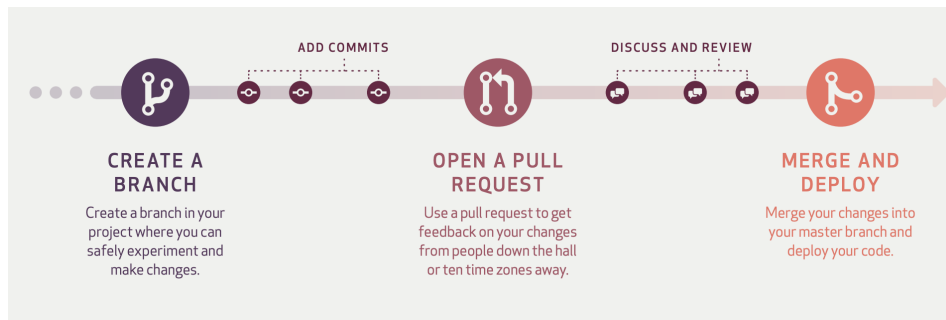 ADD COMMITS
DISCUSS AND REVIEW
CREATE A
BRANCH
Create a branch in your
project where you can
safely experiment and
make changes.
OPEN A PULL
REQUEST
Use a pull request to get
feedback on your changes
from people down the hall
or ten time zones away.
MERGE AND
DEPLOY
Merge your changes into
your master branch and
deploy your code.